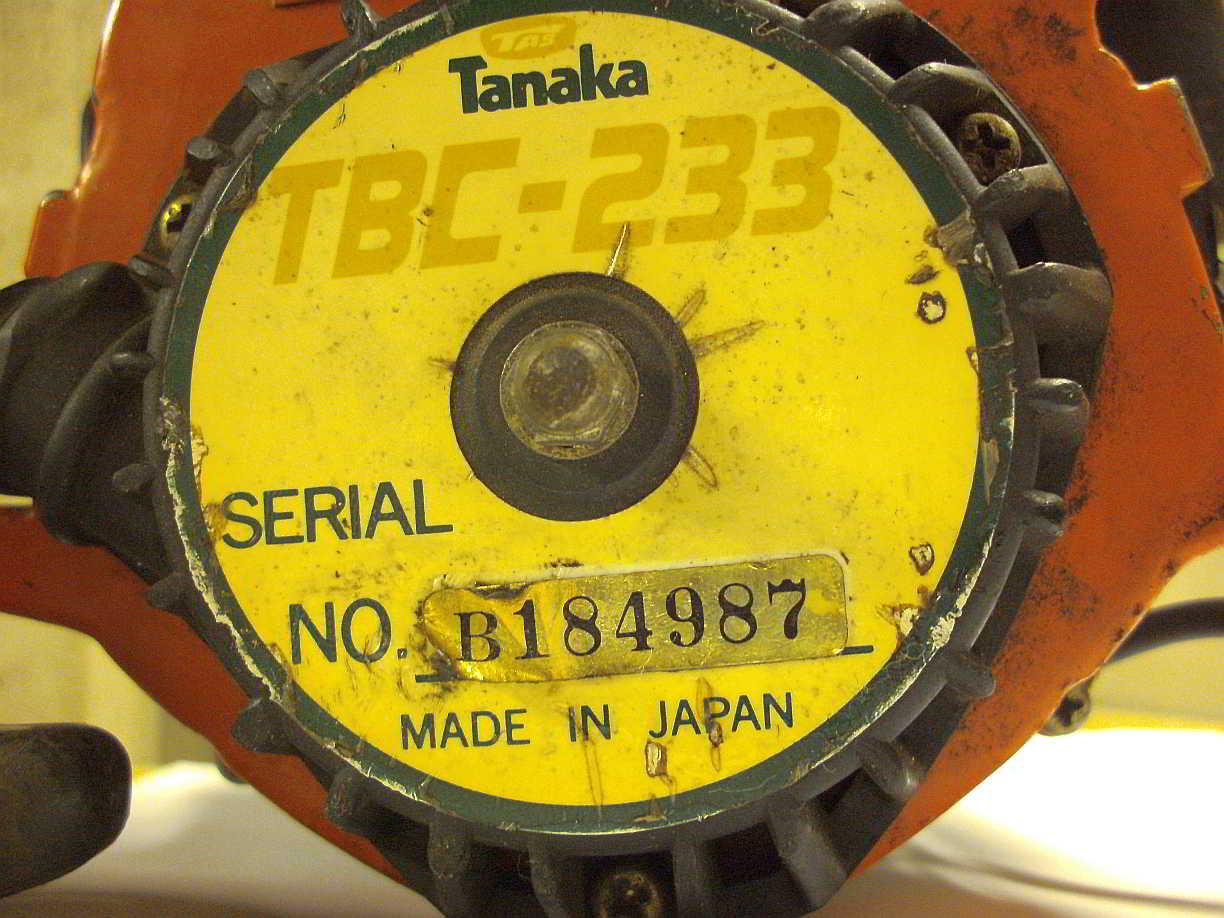 TAS
Tanaka
TBC-233
SERIAL
NO. B184987
MADE IN JAPAN